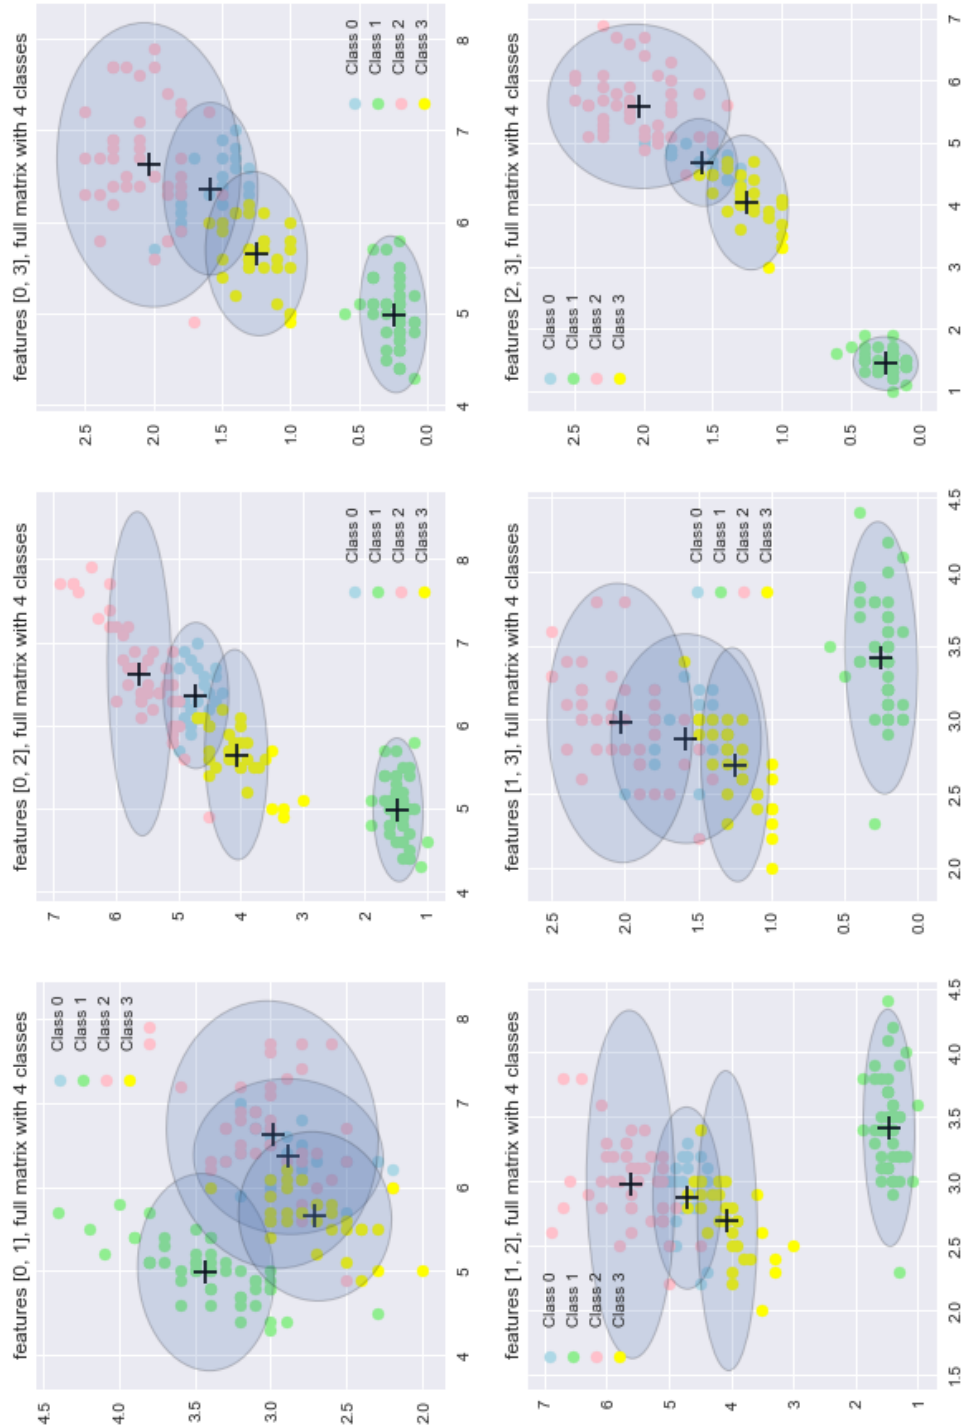 features [0, 1], full matrix with 4 classes
4.5
4.0
3.5
3.0
2.5
2.0
Class 0
Class 1
Class 2
Class 3
4 5 6 7 8
features [0, 2], full matrix with 4 classes
7
6
5
4
3
2
1
Class 0
Class 1
Class 2
Class 3
4 5 6 7 8
features [0, 3], full matrix with 4 classes
2.5
2.0
1.5
1.0
0.5
0.0
Class 0
Class 1
Class 2
Class 3
4 5 6 7 8
features [1, 2], full matrix with 4 classes
7
6
5
4
3
2
1
Class 0
Class 1
Class 2
Class 3
1.5 2.0 2.5 3.0 3.5 4.0 4.5
features [1, 3], full matrix with 4 classes
2.5
2.0
1.5
1.0
0.5
0.0
Class 0
Class 1
Class 2
Class 3
2.0 2.5 3.0 3.5 4.0 4.5
features [2, 3], full matrix with 4 classes
2.5
2.0
1.5
1.0
0.5
0.0
Class 0
Class 1
Class 2
Class 3
1 2 3 4 5 6 7